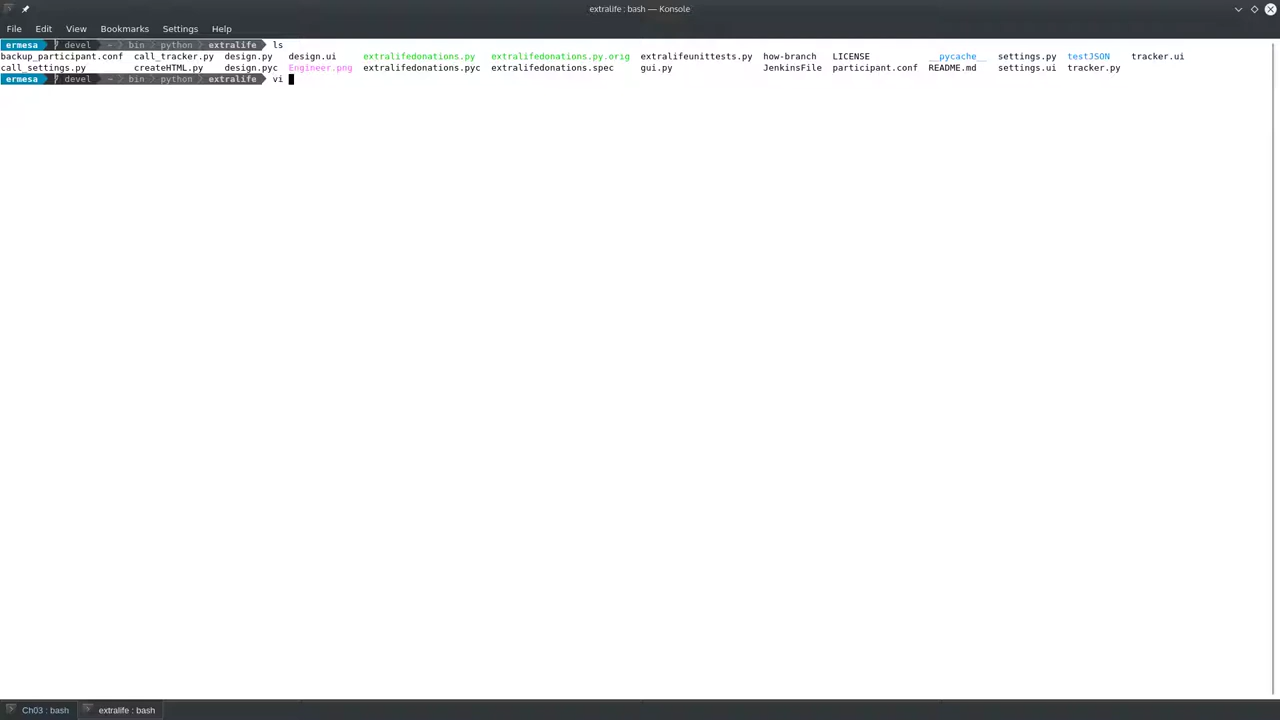 extralife : bash — Konsole
File Edit View Bookmarks Settings Help
ermesa devel ~ bin python extralife ls
backup_participant.conf call_tracker.py design.py design.ui extralifedonations.py extralifedonations.py.orig extralifeunittests.py how-branch LICENSE __pycache__ settings.py testJSON tracker.ui
call_settings.py createHTML.py design.pyc Engineer.png extralifedonations.pyc extralifedonations.spec gui.py JenkinsFile participant.conf README.md settings.ui tracker.py
ermesa devel ~ bin python extralife vi
Ch03 : bash extralife : bash